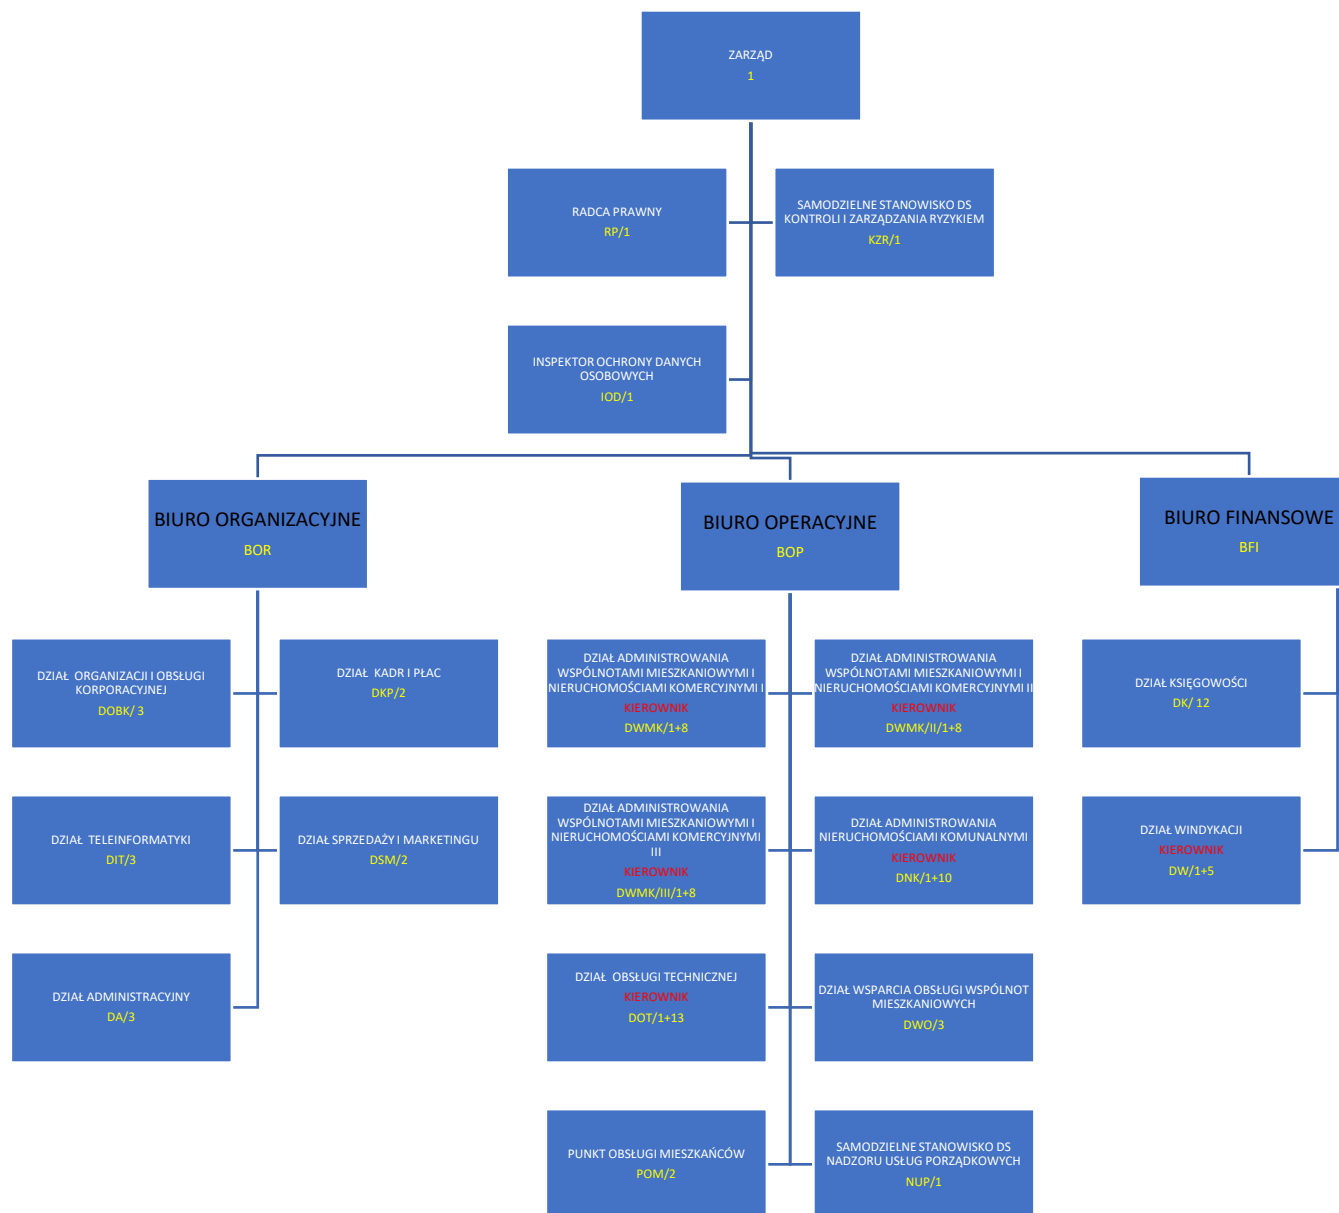 ZARZĄD
1
RADCA PRAWNY
RP/1
SAMODZIELNE STANOWISKO DS
KONTROLI I ZARZĄDZANIA RYZYKIEM
KZR/1
INSPEKTOR OCHRONY DANYCH
OSOBOWYCH
IOD/1
BIURO ORGANIZACYJNE
BOR
BIURO OPERACYJNE
BOP
BIURO FINANSOWE
BFI
DZIAŁ ORGANIZACJI I OBSŁUGI
KORPORACYJNEJ
DOBK/ 3
DZIAŁ KADR I PŁAC
DKP/2
DZIAŁ ADMINISTROWANIA
WSPÓLNOTAMI MIESZKANIOWYMI I
NIERUCHOMOŚCIAMI KOMERCYJNYMI I
KIEROWNIK
DWMK/1+8
DZIAŁ ADMINISTROWANIA
WSPÓLNOTAMI MIESZKANIOWYMI I
NIERUCHOMOŚCIAMI KOMERCYJNYMI II
KIEROWNIK
DWMK/II/1+8
DZIAŁ KSIĘGOWOŚCI
DK/ 12
DZIAŁ TELEINFORMATYKI
DIT/3
DZIAŁ SPRZEDAŻY I MARKETINGU
DSM/2
DZIAŁ ADMINISTROWANIA
WSPÓLNOTAMI MIESZKANIOWYMI I
NIERUCHOMOŚCIAMI KOMERCYJNYMI
III
KIEROWNIK
DWMK/III/1+8
DZIAŁ ADMINISTROWANIA
NIERUCHOMOŚCIAMI KOMUNALNYMI
KIEROWNIK
DNK/1+10
DZIAŁ WINDYKACJI
KIEROWNIK
DW/1+5
DZIAŁ ADMINISTRACYJNY
DA/3
DZIAŁ OBSŁUGI TECHNICZNEJ
KIEROWNIK
DOT/1+13
DZIAŁ WSPARCIA OBSŁUGI WSPÓLNOT
MIESZKANIOWYCH
DWO/3
PUNKT OBSŁUGI MIESZKAŃCÓW
POM/2
SAMODZIELNE STANOWISKO DS
NADZORU USŁUG PORZĄDKOWYCH
NUP/1